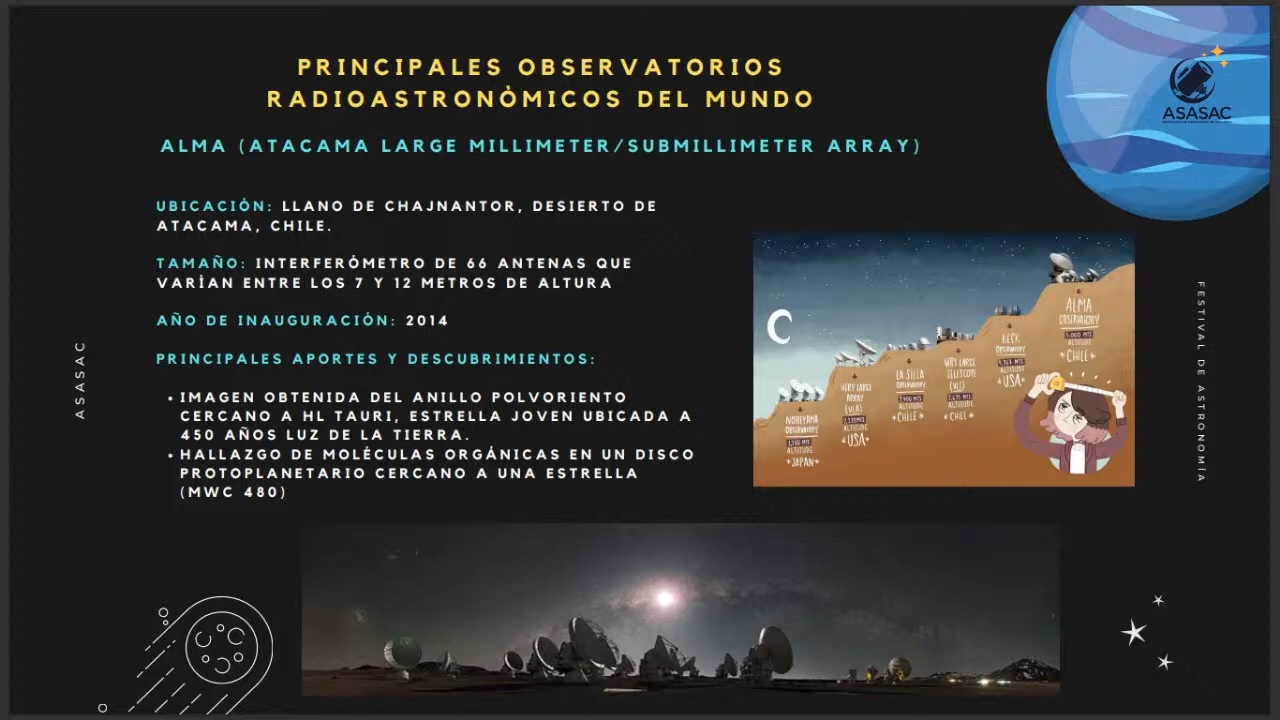 PRINCIPALES OBSERVATORIOS
RADIOASTRONÓMICOS DEL MUNDO
ALMA (ATACAMA LARGE MILLIMETER/SUBMILLIMETER ARRAY)
UBICACIÓN: LLANO DE CHAJNANTOR, DESIERTO DE
ATACAMA, CHILE.
TAMAÑO: INTERFERÓMETRO DE 66 ANTENAS QUE
VARÍAN ENTRE LOS 7 Y 12 METROS DE ALTURA
AÑO DE INAUGURACIÓN: 2014
PRINCIPALES APORTES Y DESCUBRIMIENTOS:
• IMAGEN OBTENIDA DEL ANILLO POLVORIENTO
CERCANO A HL TAURI, ESTRELLA JOVEN UBICADA A
450 AÑOS LUZ DE LA TIERRA.
• HALLAZGO DE MOLÉCULAS ORGÁNICAS EN UN DISCO
PROTOPLANETARIO CERCANO A UNA ESTRELLA
(MWC 480)
ASASAC
ASASAC
FESTIVAL DE ASTRONOMÍA
NOBEYAMA
OBSERVATORY
ALTITUDE
JAPAN
VERY LARGE
ARRAY
(VLA)
ALTITUDE
USA
LA SILLA
OBSERVATORY
ALTITUDE
CHILE
VERY LARGE
TELESCOPE
ALTITUDE
CHILE
KECK
OBSERVATORY
ALTITUDE
USA
ALMA
OBSERVATORY
5.000 MTS
ALTITUDE
CHILE